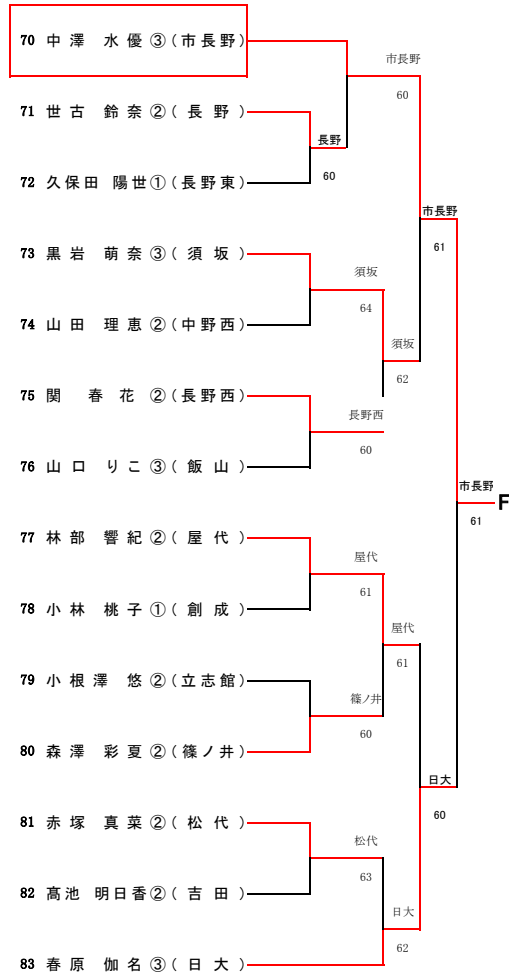 70 中澤 水優③(市長野)
市長野
60
71 世古 鈴奈②(長野)
長野
60
72 久保田 陽世①(長野東)
市長野
61
73 黒岩 萌奈③(須坂)
須坂
64
74 山田 理恵②(中野西)
須坂
62
75 関 春花 ②(長野西)
長野西
60
76 山口 りこ③(飯山)
市長野
F
61
77 林部 響紀②(屋代)
屋代
61
78 小林 桃子①(創成)
屋代
61
79 小根澤 悠②(立志館)
篠ノ井
60
80 森澤 彩夏②(篠ノ井)
日大
60
81 赤塚 真菜②(松代)
松代
63
82 髙池 明日香②(吉田)
日大
62
83 春原 伽名③(日大)